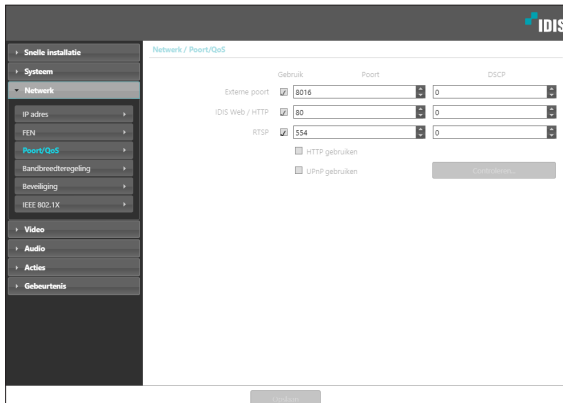 IDIS
Snelle installatie
Systeem
Netwerk
IP adres
FEN
Poort/QoS
Bandbreedteregeling
Beveiliging
IEEE 802.1X
Video
Audio
Acties
Gebeurtenis
Netwerk / Poort/QoS
Gebruik Poort DSCP
Externe poort 8016 0
IDIS Web / HTTP 80 0
RTSP 554 0
HTTP gebruiken
UPnP gebruiken Controleren...